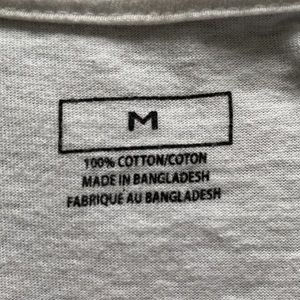 M
100% COTTON/COTON
MADE IN BANGLADESH
FABRIQUÉ AU BANGLADESH